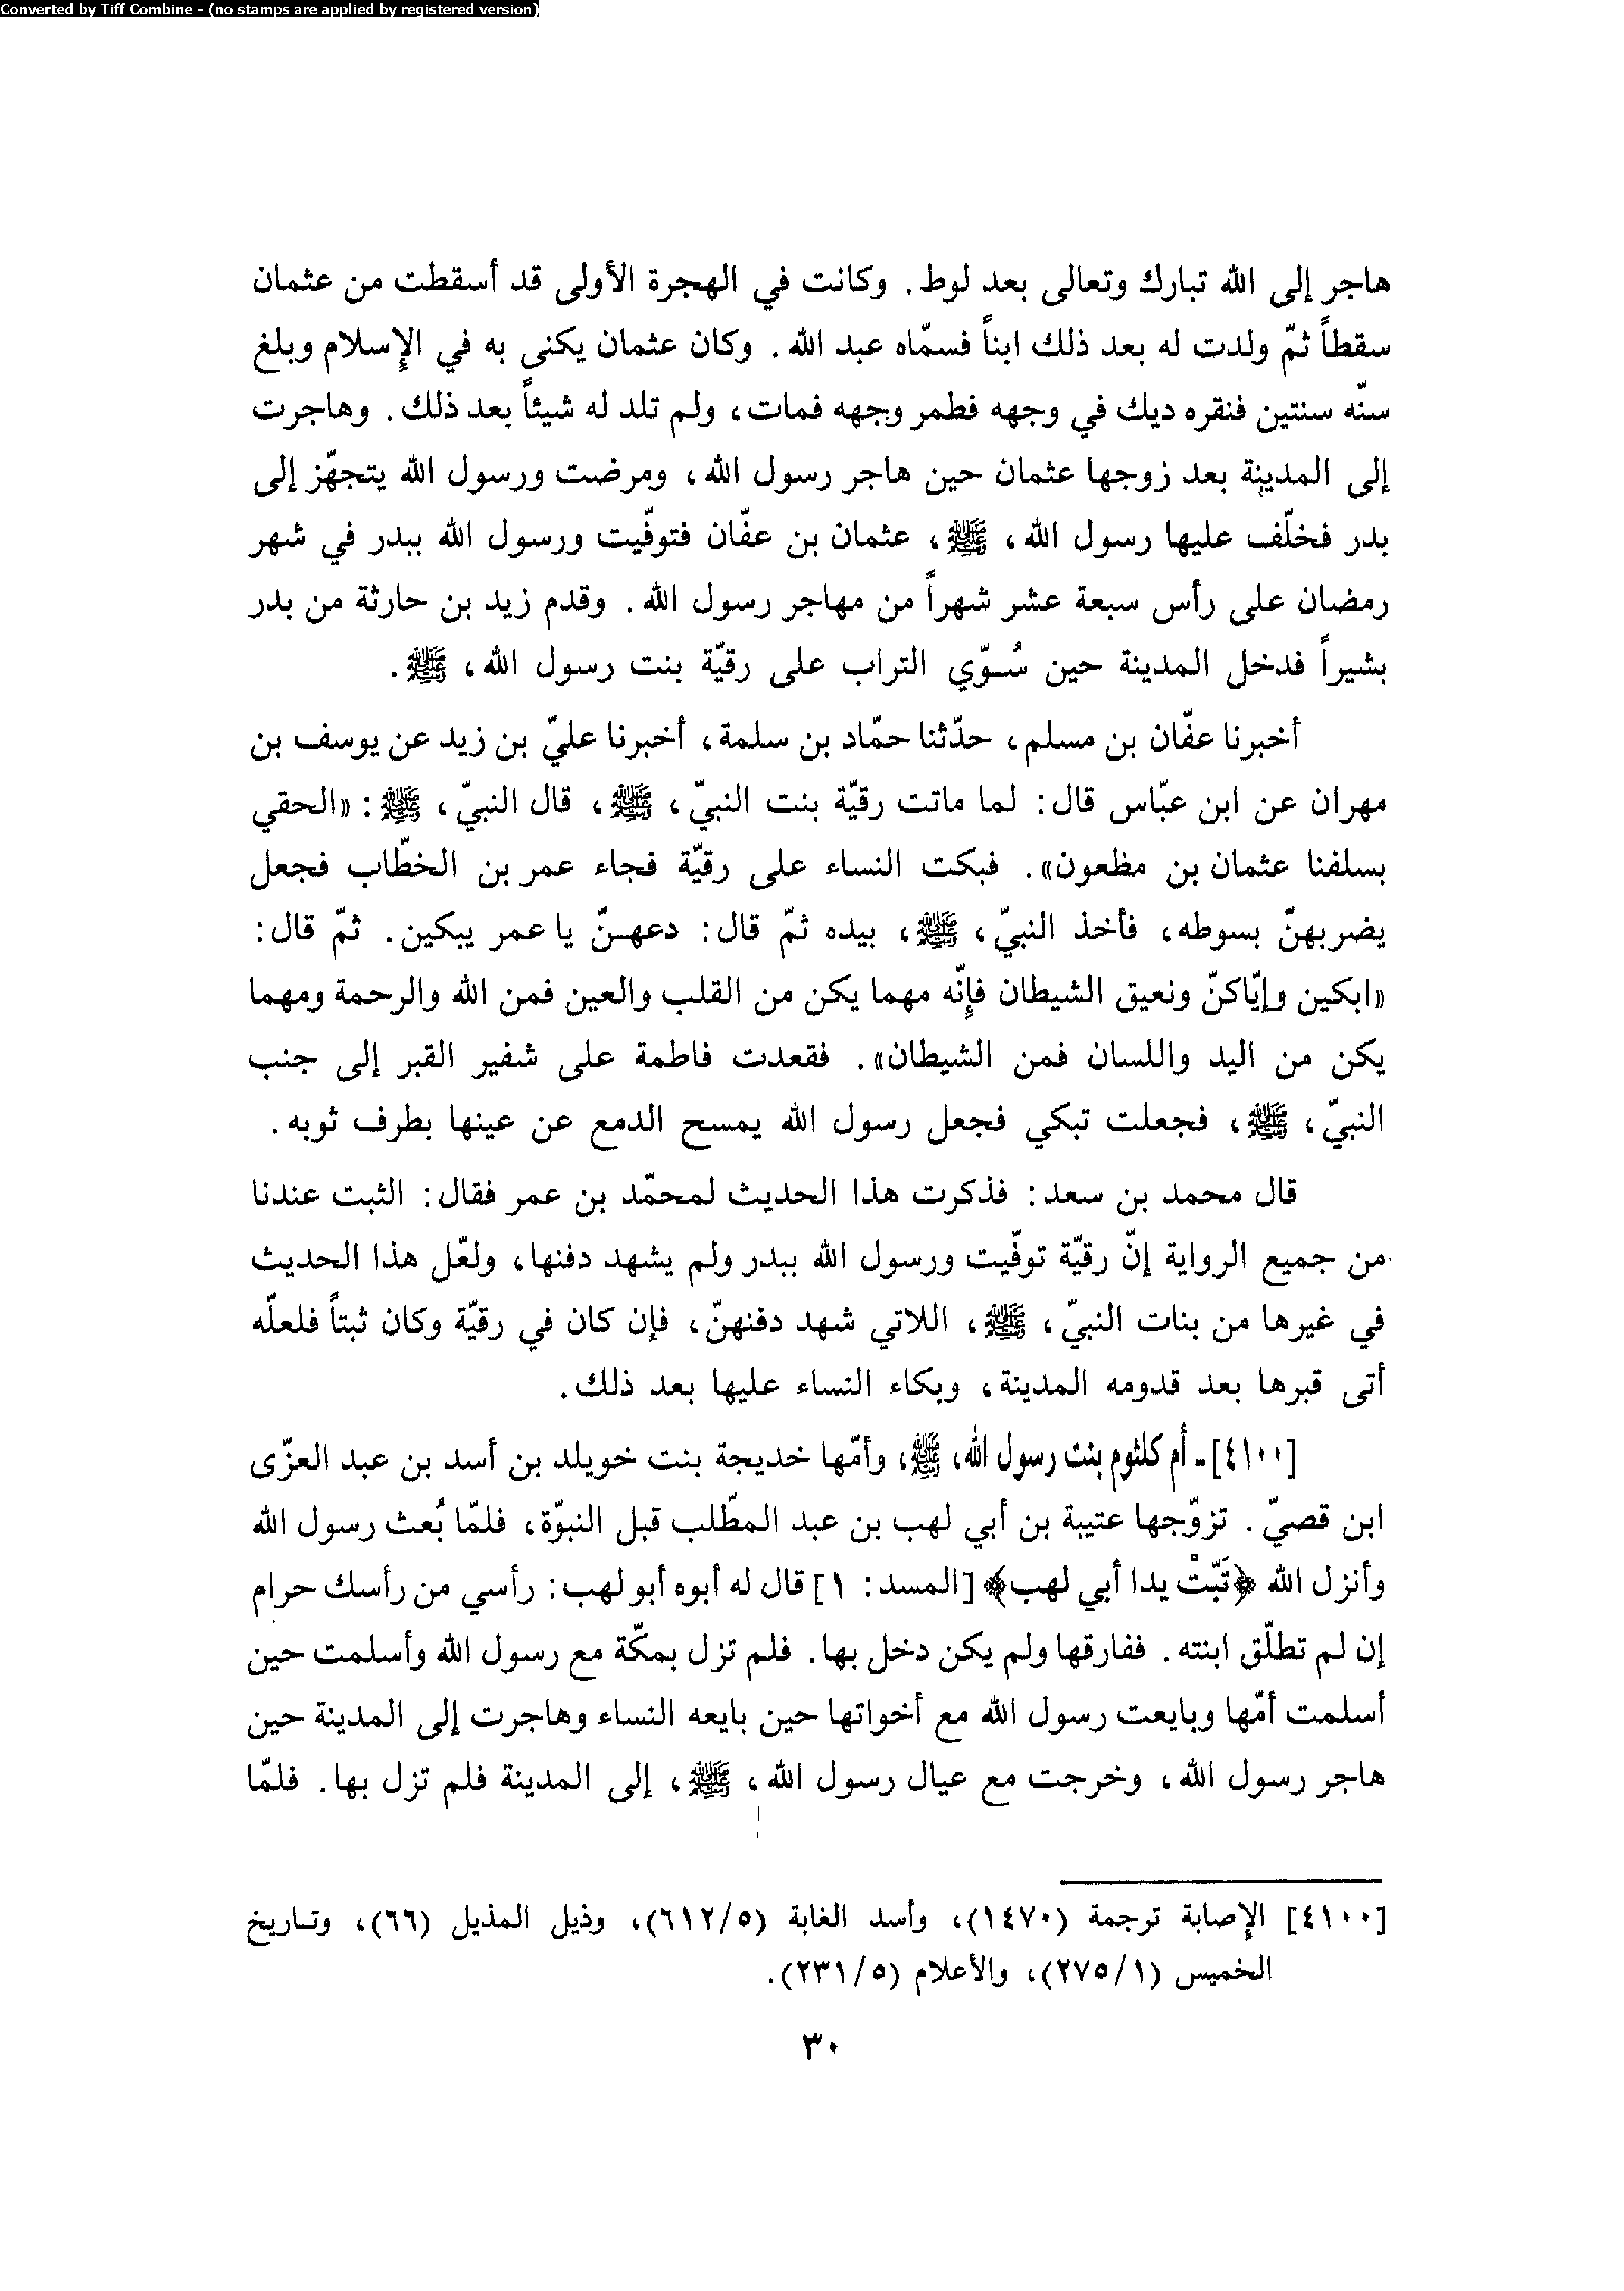 Converted by Tiff Combine - (no stamps are applied by registered version)
هاجر إلى الله تبارك وتعالى بعد لوط. وكانت في الهجرة الأولى قد أسقطت من عثمان
سقطاً ثمّ ولدت له بعد ذلك ابناً فسمّاه عبد الله. وكان عثمان يكنى به في الإسلام وبلغ
سنّه سنتين فنقره ديك في وجهه فطمر وجهه فمات، ولم تلد له شيئاً بعد ذلك. وهاجرت
إلى المدينة بعد زوجها عثمان حين هاجر رسول الله، ومرضت ورسول الله يتجهّز إلى
بدر فخلّف عليها رسول الله، ﷺ، عثمان بن عفّان فتوفّيت ورسول الله ببدر في شهر
رمضان على رأس سبعة عشر شهراً من مهاجر رسول الله. وقدم زيد بن حارثة من بدر
بشيراً فدخل المدينة حين سُوّي التراب على رقيّة بنت رسول الله، ﷺ.
أخبرنا عفّان بن مسلم، حدّثنا حمّاد بن سلمة، أخبرنا عليّ بن زيد عن يوسف بن
مهران عن ابن عبّاس قال: لما ماتت رقيّة بنت النبيّ، ﷺ، قال النبيّ، ﷺ: «الحقي
بسلفنا عثمان بن مظعون». فبكت النساء على رقيّة فجاء عمر بن الخطّاب فجعل
يضربهنّ بسوطه، فأخذ النبيّ، ﷺ، بيده ثمّ قال: دعهنّ يا عمر يبكين. ثمّ قال:
«ابكين وإيّاكنّ ونعيق الشيطان فإنّه مهما يكن من القلب والعين فمن الله والرحمة ومهما
يكن من اليد واللسان فمن الشيطان». فقعدت فاطمة على شفير القبر إلى جنب
النبيّ، ﷺ، فجعلت تبكي فجعل رسول الله يمسح الدمع عن عينها بطرف ثوبه.
قال محمد بن سعد: فذكرت هذا الحديث لمحمّد بن عمر فقال: الثبت عندنا
من جميع الرواية إنّ رقيّة توفّيت ورسول الله ببدر ولم يشهد دفنها، ولعّل هذا الحديث
في غيرها من بنات النبيّ، ﷺ، اللاتي شهد دفنهنّ، فإن كان في رقيّة وكان ثبتاً فلعلّه
أتى قبرها بعد قدومه المدينة، وبكاء النساء عليها بعد ذلك.
[٤١٠٠]ـ أم كلثوم بنت رسول الله، ﷺ، وأمّها خديجة بنت خويلد بن أسد بن عبد العزّى
ابن قصيّ. تزوّجها عتيبة بن أبي لهب بن عبد المطّلب قبل النبوّة، فلمّا بُعث رسول الله
وأنزل الله ﴿تَبّتْ يدا أبي لهب﴾ [المسد: ١] قال له أبوه أبو لهب: رأسي من رأسك حرام
إن لم تطلّق ابنته. ففارقها ولم يكن دخل بها. فلم تزل بمكّة مع رسول الله وأسلمت حين
أسلمت أمّها وبايعت رسول الله مع أخواتها حين بايعه النساء وهاجرت إلى المدينة حين
هاجر رسول الله، وخرجت مع عيال رسول الله، ﷺ، إلى المدينة فلم تزل بها. فلمّا
[٤١٠٠] الإصابة ترجمة (١٤٧٠)، وأسد الغابة (٦١٢/٥)، وذيل المذيل (٦٦)، وتاريخ
الخميس (٢٧٥/١)، والأعلام (٢٣١/٥).
٣٠